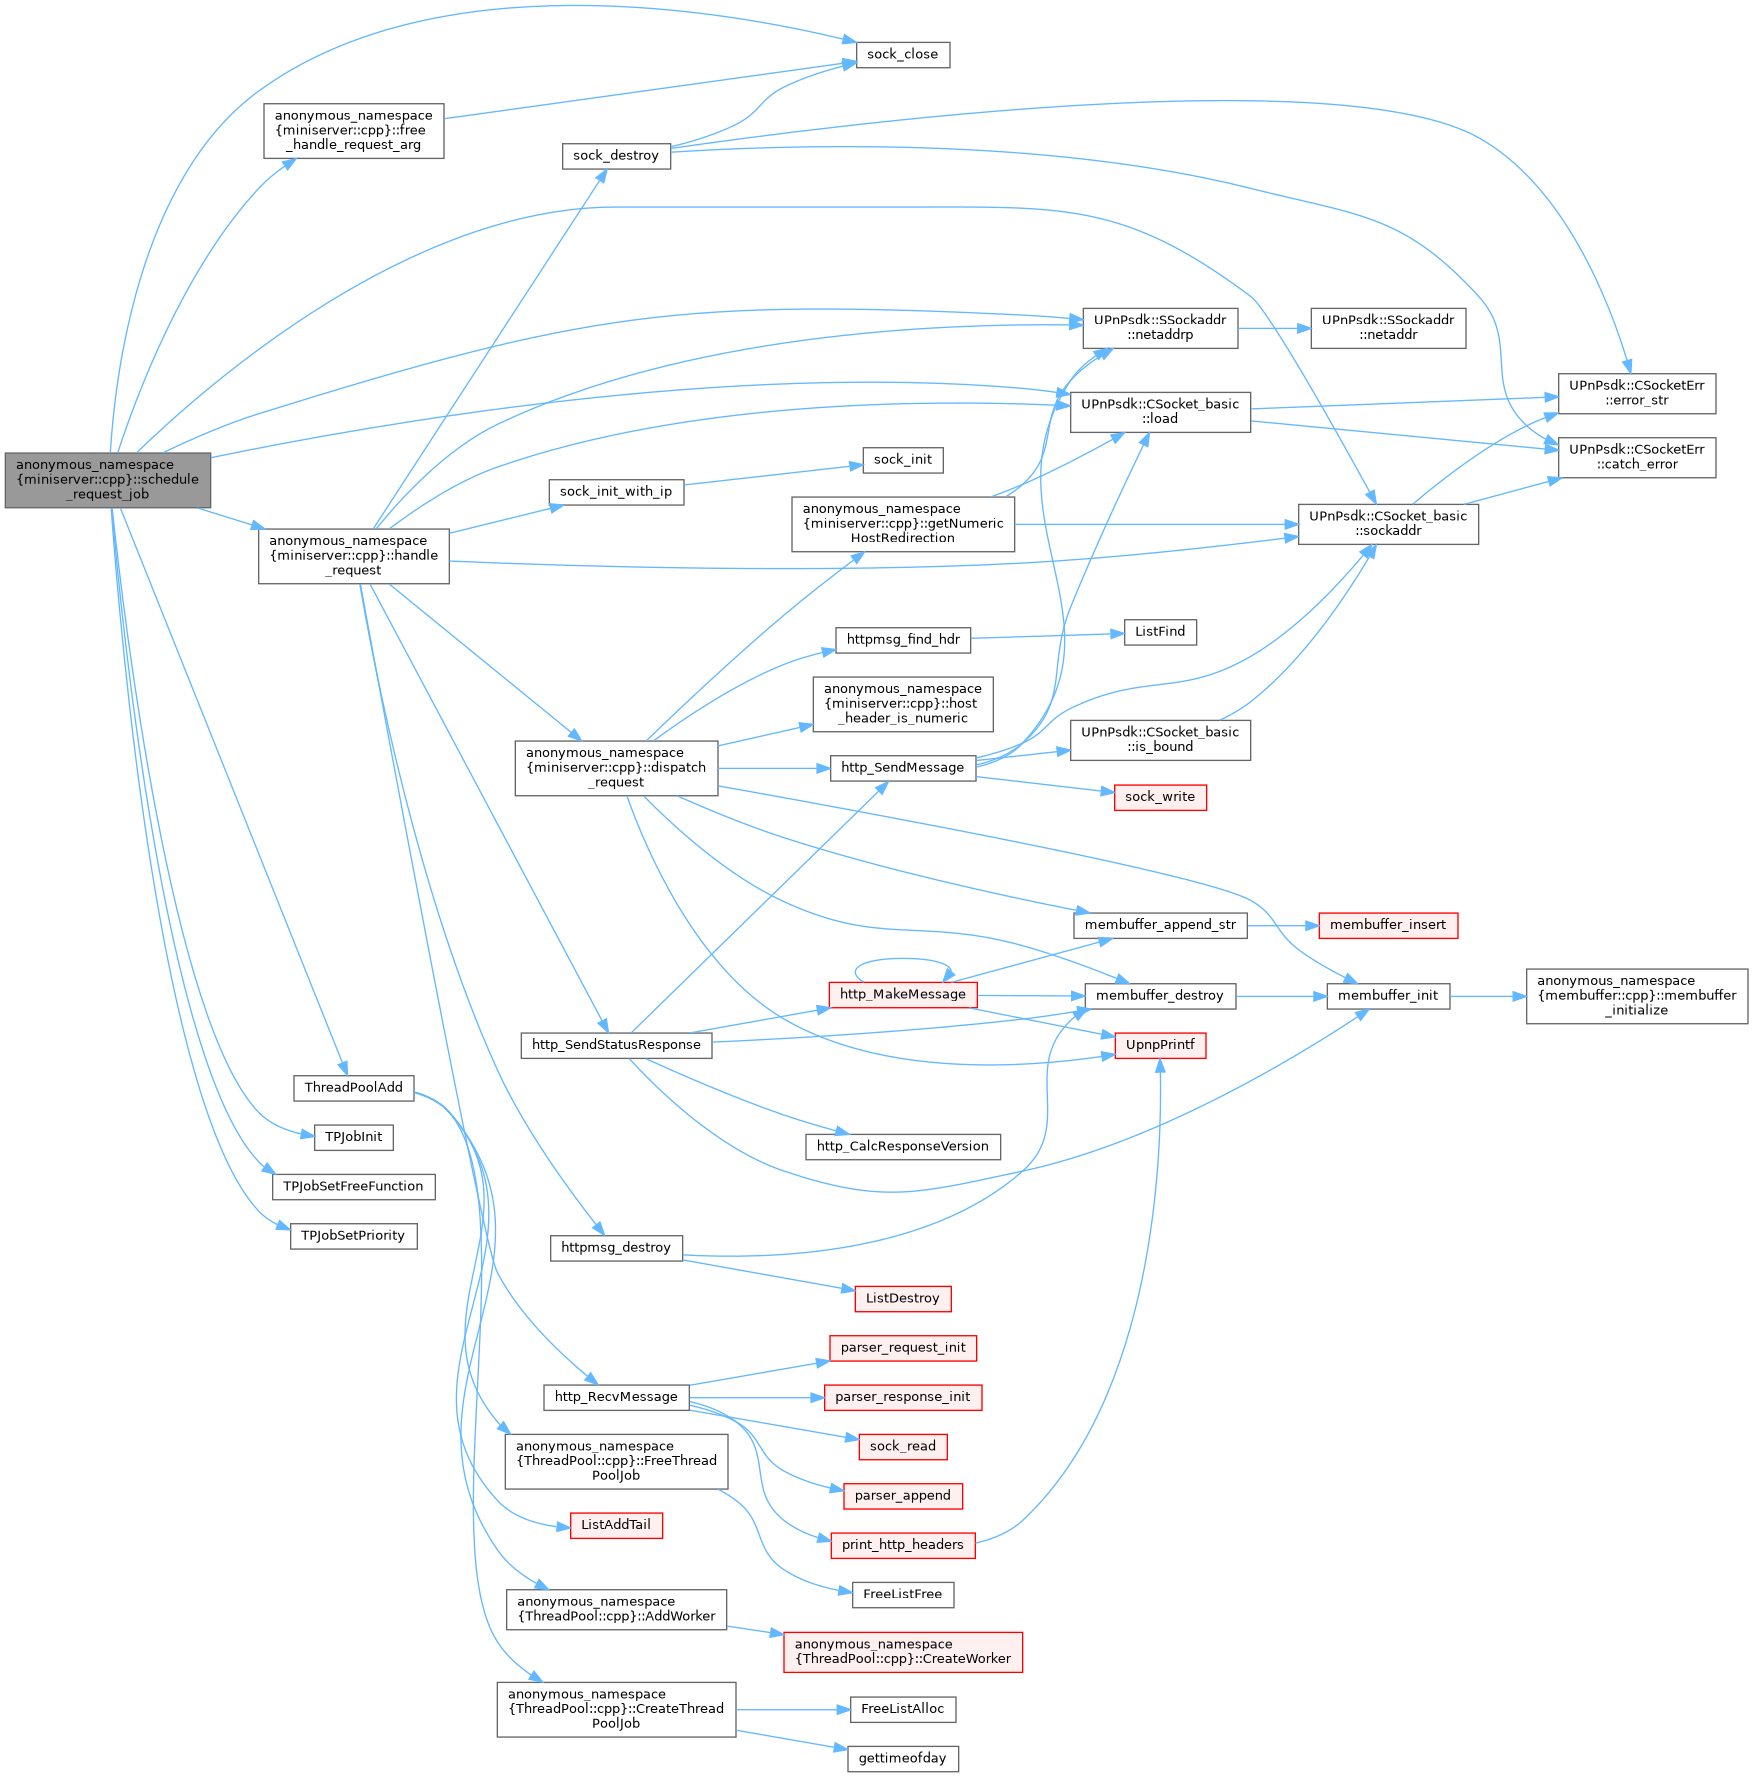 sock_close
anonymous_namespace
{miniserver::cpp}::free
_handle_request_arg
sock_destroy
UPnPsdk::SSockaddr
::netaddrp
UPnPsdk::SSockaddr
::netaddr
UPnPsdk::CSocketErr
::error_str
UPnPsdk::CSocket_basic
::load
UPnPsdk::CSocketErr
::catch_error
anonymous_namespace
{miniserver::cpp}::schedule
_request_job
sock_init
sock_init_with_ip
anonymous_namespace
{miniserver::cpp}::getNumeric
HostRedirection
UPnPsdk::CSocket_basic
::sockaddr
anonymous_namespace
{miniserver::cpp}::handle
_request
httpmsg_find_hdr
ListFind
anonymous_namespace
{miniserver::cpp}::host
_header_is_numeric
UPnPsdk::CSocket_basic
::is_bound
anonymous_namespace
{miniserver::cpp}::dispatch
_request
http_SendMessage
sock_write
membuffer_append_str
membuffer_insert
http_MakeMessage
membuffer_destroy
membuffer_init
anonymous_namespace
{membuffer::cpp}::membuffer
_initialize
http_SendStatusResponse
UpnpPrintf
ThreadPoolAdd
TPJobInit
http_CalcResponseVersion
TPJobSetFreeFunction
TPJobSetPriority
httpmsg_destroy
ListDestroy
parser_request_init
http_RecvMessage
parser_response_init
sock_read
anonymous_namespace
{ThreadPool::cpp}::FreeThread
PoolJob
parser_append
ListAddTail
print_http_headers
FreeListFree
anonymous_namespace
{ThreadPool::cpp}::AddWorker
anonymous_namespace
{ThreadPool::cpp}::CreateWorker
anonymous_namespace
{ThreadPool::cpp}::CreateThread
PoolJob
FreeListAlloc
gettimeofday